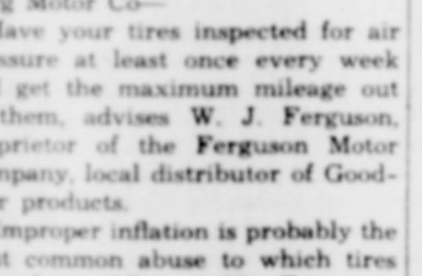 g Motor Co—
Have your tires inspected for air
ssure at least once every week
get the maximum mileage out
them, advises W. J. Ferguson,
prietor of the Ferguson Motor
mpany, local distributor of Good-
r products.
Improper inflation is probably the
t common abuse to which tires